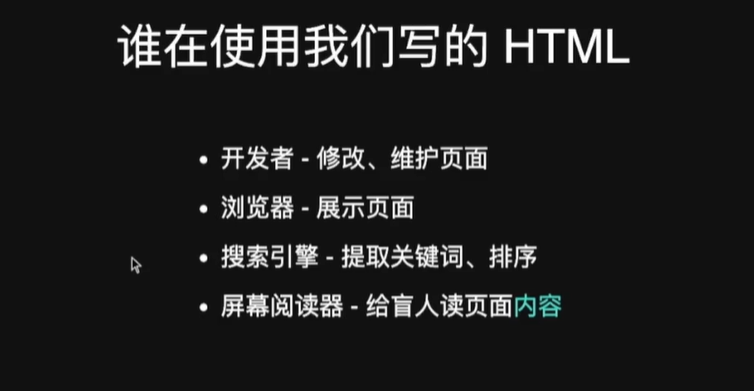 谁在使用我们写的 HTML
• 开发者 - 修改、维护页面
• 浏览器 - 展示页面
• 搜索引擎 - 提取关键词、排序
• 屏幕阅读器 - 给盲人读页面内容